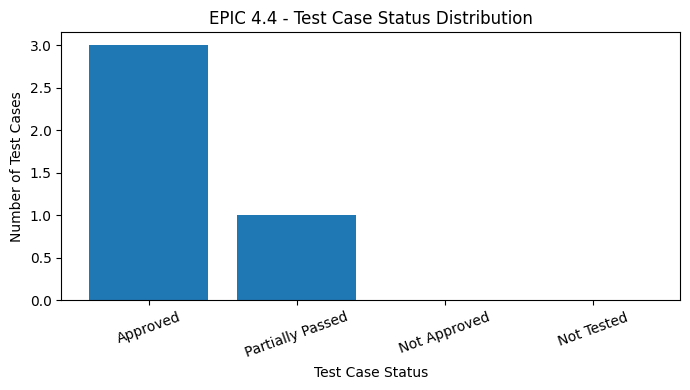 EPIC 4.4 - Test Case Status Distribution
Number of Test Cases
3.0
2.5
2.0
1.5
1.0
0.5
0.0
Approved
Partially Passed
Not Approved
Not Tested
Test Case Status